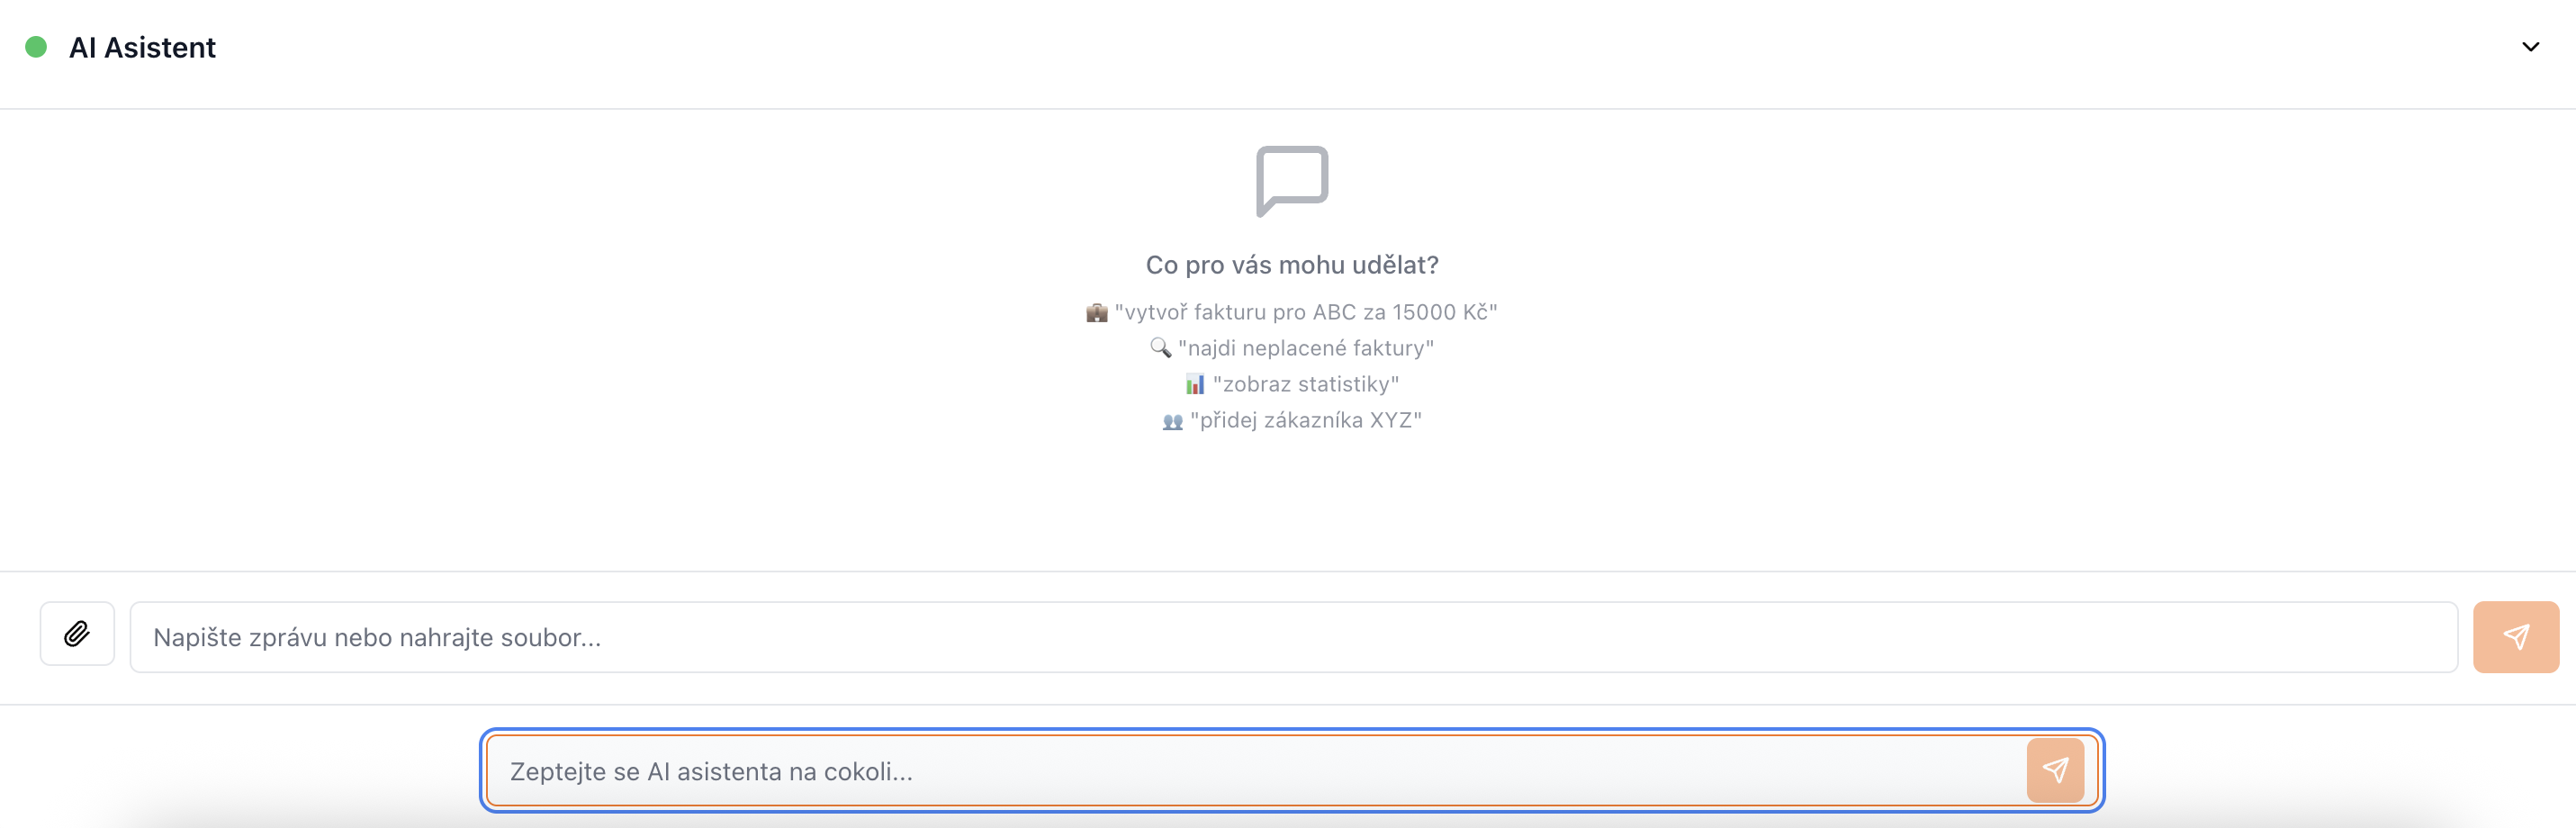 AI Asistent
Co pro vás mohu udělat?
💼 "vytvoř fakturu pro ABC za 15000 Kč"
🔍 "najdi neplacené faktury"
📊 "zobraz statistiky"
👥 "přidej zákazníka XYZ"
Napište zprávu nebo nahrajte soubor...
Zeptejte se AI asistenta na cokoli...